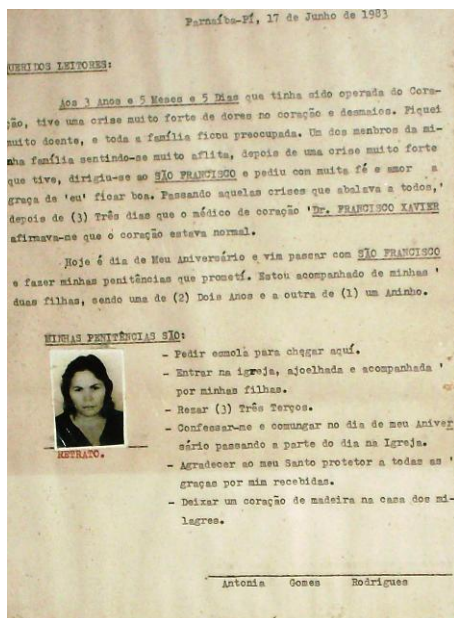 Parnaíba-Pí, 17 de Junho de 1983
QUERIDOS LEITORES:
Aos 3 Anos e 5 Meses e 5 Dias que tinha sido operada do Cora-
ção, tive uma crise muito forte de dores no coração e desmaios. Fiquei
muito doente, e toda a família ficou preocupada. Um dos membros da mi-
nha família sentindo-se muito aflita, depois de uma crise muito forte
que tive, dirigiu-se ao SÃO FRANCISCO e pediu com muita fé e amor a
graça de 'eu' ficar boa. Passando aquelas crises que abalava a todos,'
depois de (3) Três dias que o médico de coração 'Dr. FRANCISCO XAVIER
afirmava-me que o coração estava normal.
Hoje é dia de Meu Aniversário e vim passar com SÃO FRANCISCO
e fazer minhas penitências que prometí. Estou acompanhado de minhas '
duas filhas, sendo uma de (2) Dois Anos e a outra de (1) um Aninho.
MINHAS PENITÊNCIAS SÃO:
- Pedir esmola para chegar aquí.
- Entrar na igreja, ajoelhada e acompanhada '
por minhas filhas.
- Rezar (3) Três Terços.
- Confessar-me e comungar no dia de meu Aniver
sário passando a parte do dia na Igreja.
- Agradecer ao meu Santo protetor a todas as '
graças por mim recebidas.
- Deixar um coração de madeira na casa dos mi-
lagres.
RETRATO.
Antonia Gomes Rodrigues